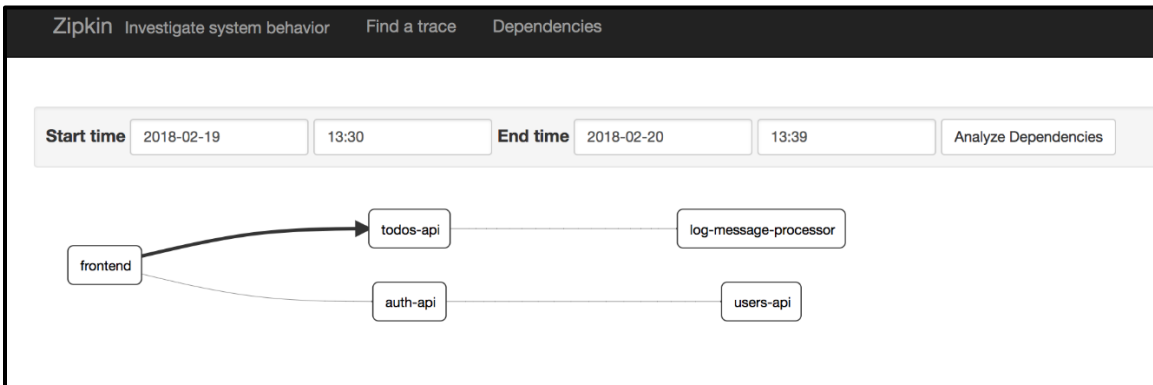 Zipkin Investigate system behavior Find a trace Dependencies
Start time 2018-02-19 13:30 End time 2018-02-20 13:39 Analyze Dependencies
todos-api log-message-processor
frontend
auth-api users-api